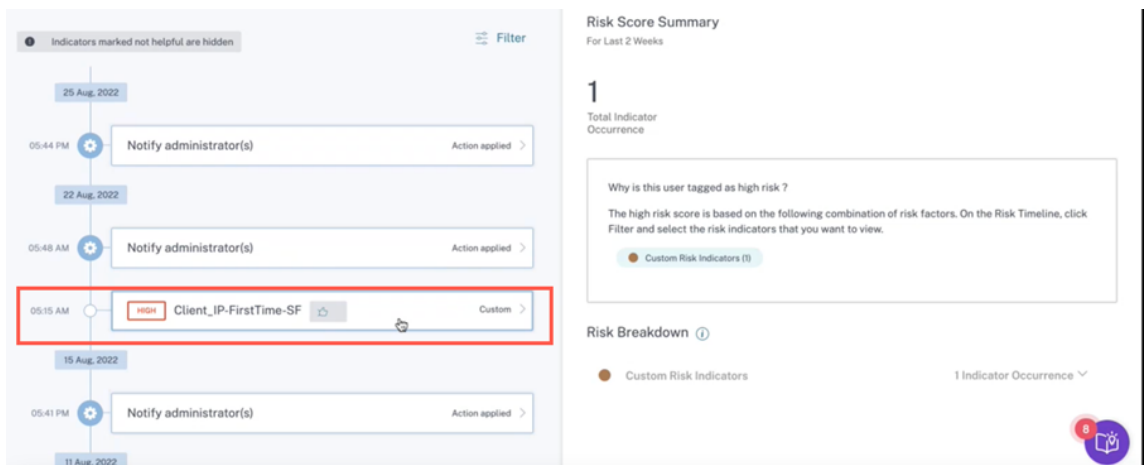 Indicators marked not helpful are hidden
Filter
25 Aug, 2022
05:44 PM
Notify administrator(s)
Action applied
22 Aug, 2022
05:48 AM
Notify administrator(s)
Action applied
05:15 AM
HIGH
Client_IP-FirstTime-SF
Custom
15 Aug, 2022
05:41 PM
Notify administrator(s)
Action applied
11 Aug, 2022
Risk Score Summary
For Last 2 Weeks
1
Total Indicator
Occurrence
Why is this user tagged as high risk ?
The high risk score is based on the following combination of risk factors. On the Risk Timeline, click
Filter and select the risk indicators that you want to view.
Custom Risk Indicators (1)
Risk Breakdown
Custom Risk Indicators
1 Indicator Occurrence
8